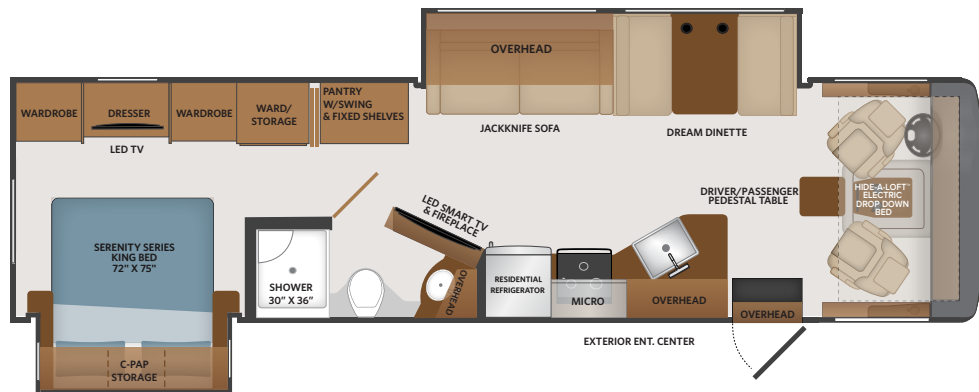 OVERHEAD
WARDROBE
DRESSER
WARDROBE
WARD/
STORAGE
PANTRY
W/SWING
& FIXED SHELVES
JACKKNIFE SOFA
DREAM DINETTE
LED TV
DRIVER/PASSENGER
PEDESTAL TABLE
HIDE-A-LOFT™
ELECTRIC
DROP DOWN
BED
LED SMART TV
& FIREPLACE
SERENITY SERIES
KING BED
72" X 75"
SHOWER
30" X 36"
OVERHEAD
RESIDENTIAL
REFRIGERATOR
MICRO
OVERHEAD
OVERHEAD
EXTERIOR ENT. CENTER
C-PAP
STORAGE